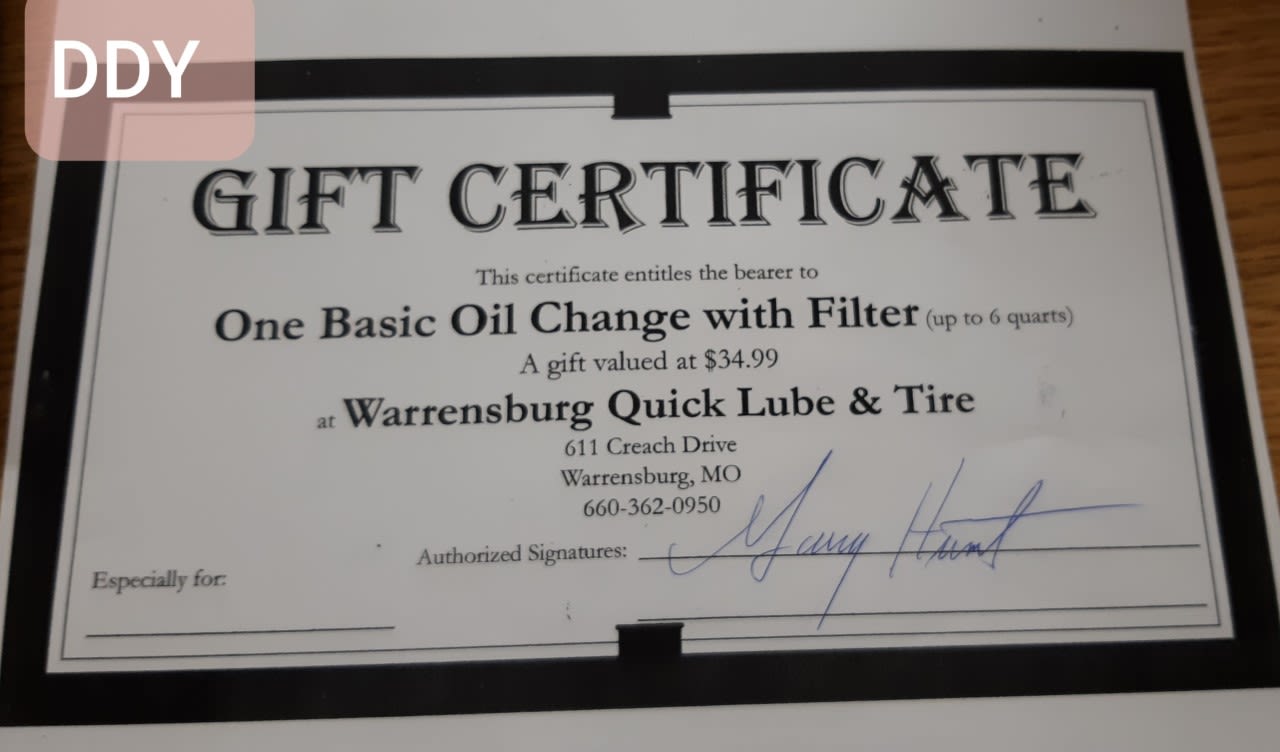 DDY
GIFT CERTIFICATE
This certificate entitles the bearer to
One Basic Oil Change with Filter (up to 6 quarts)
A gift valued at $34.99
at Warrensburg Quick Lube & Tire
611 Creach Drive
Warrensburg, MO
660-362-0950
Authorized Signatures: Gary Hunt
Especially for: